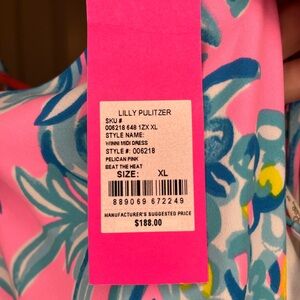 LILLY PULITZER
SKU #
006218 648 1ZX XL
STYLE NAME:
WINNI MIDI DRESS
STYLE #: 006218
PELICAN PINK
BEAT THE HEAT
SIZE: XL
889069 672249
MANUFACTURER'S SUGGESTED PRICE
$188.00